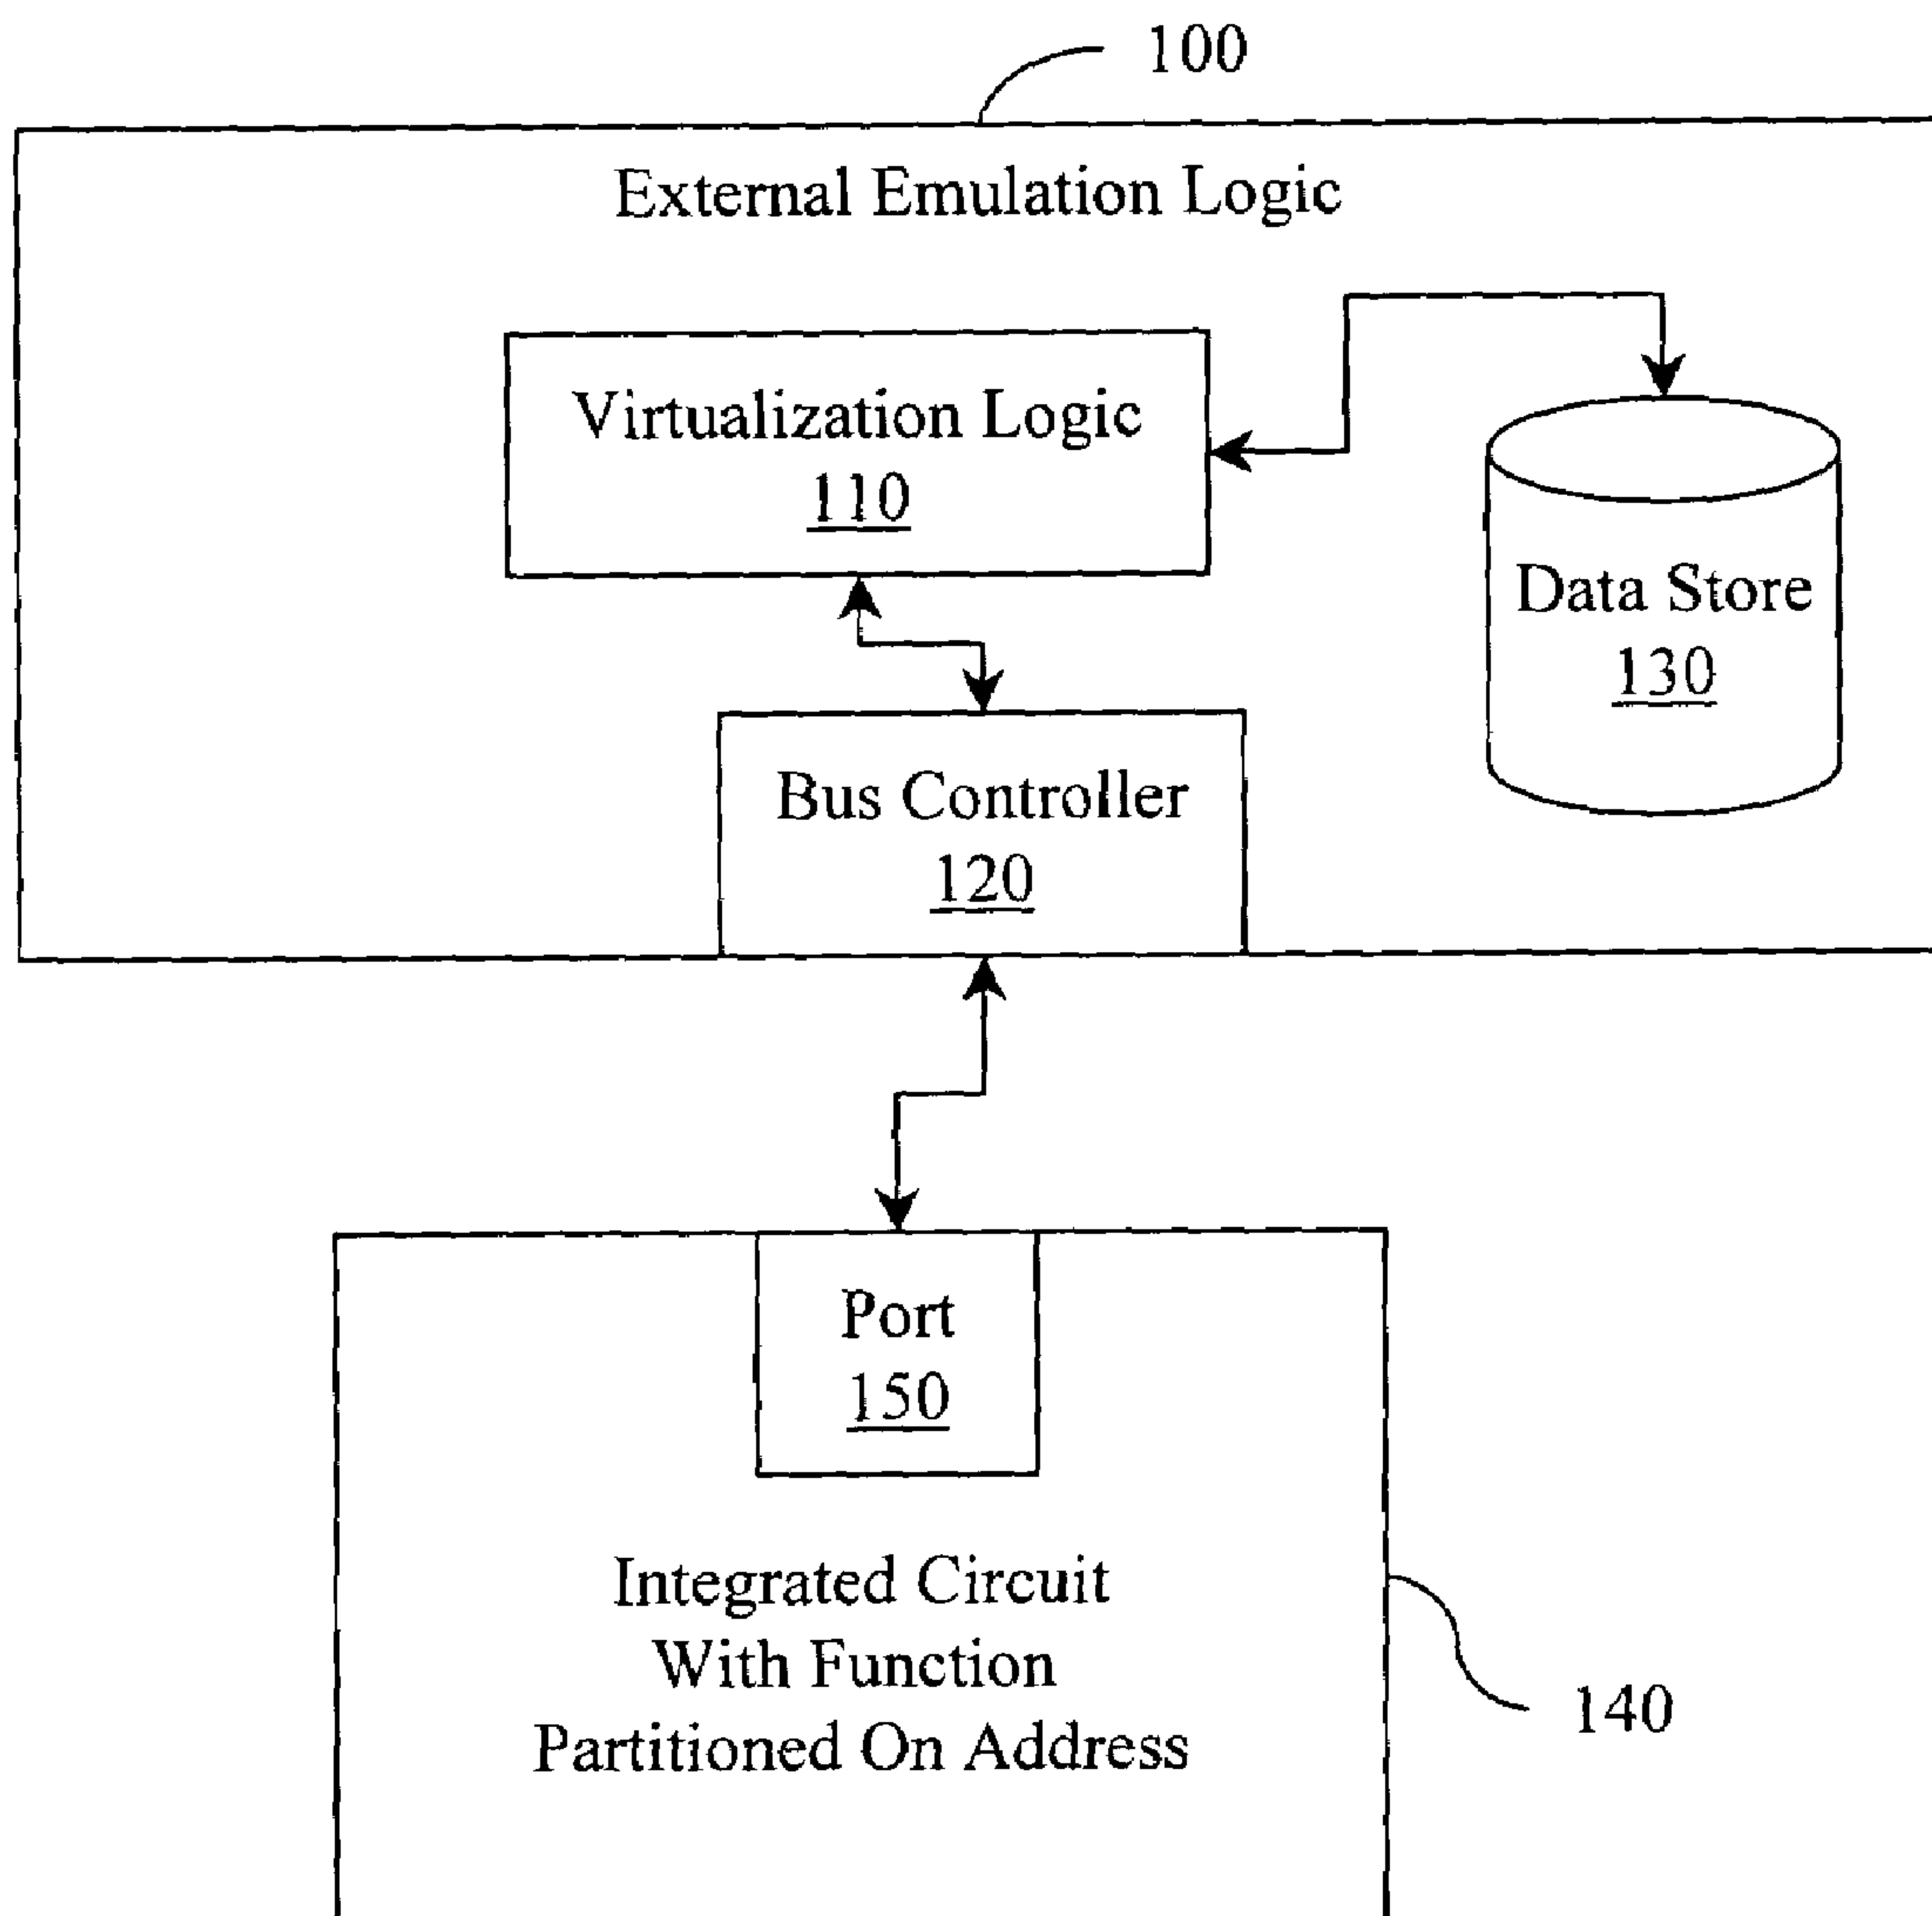 100
External Emulation Logic
Virtualization Logic
110
Data Store
130
Bus Controller
120
Port
150
Integrated Circuit
With Function
Partitioned On Address
140